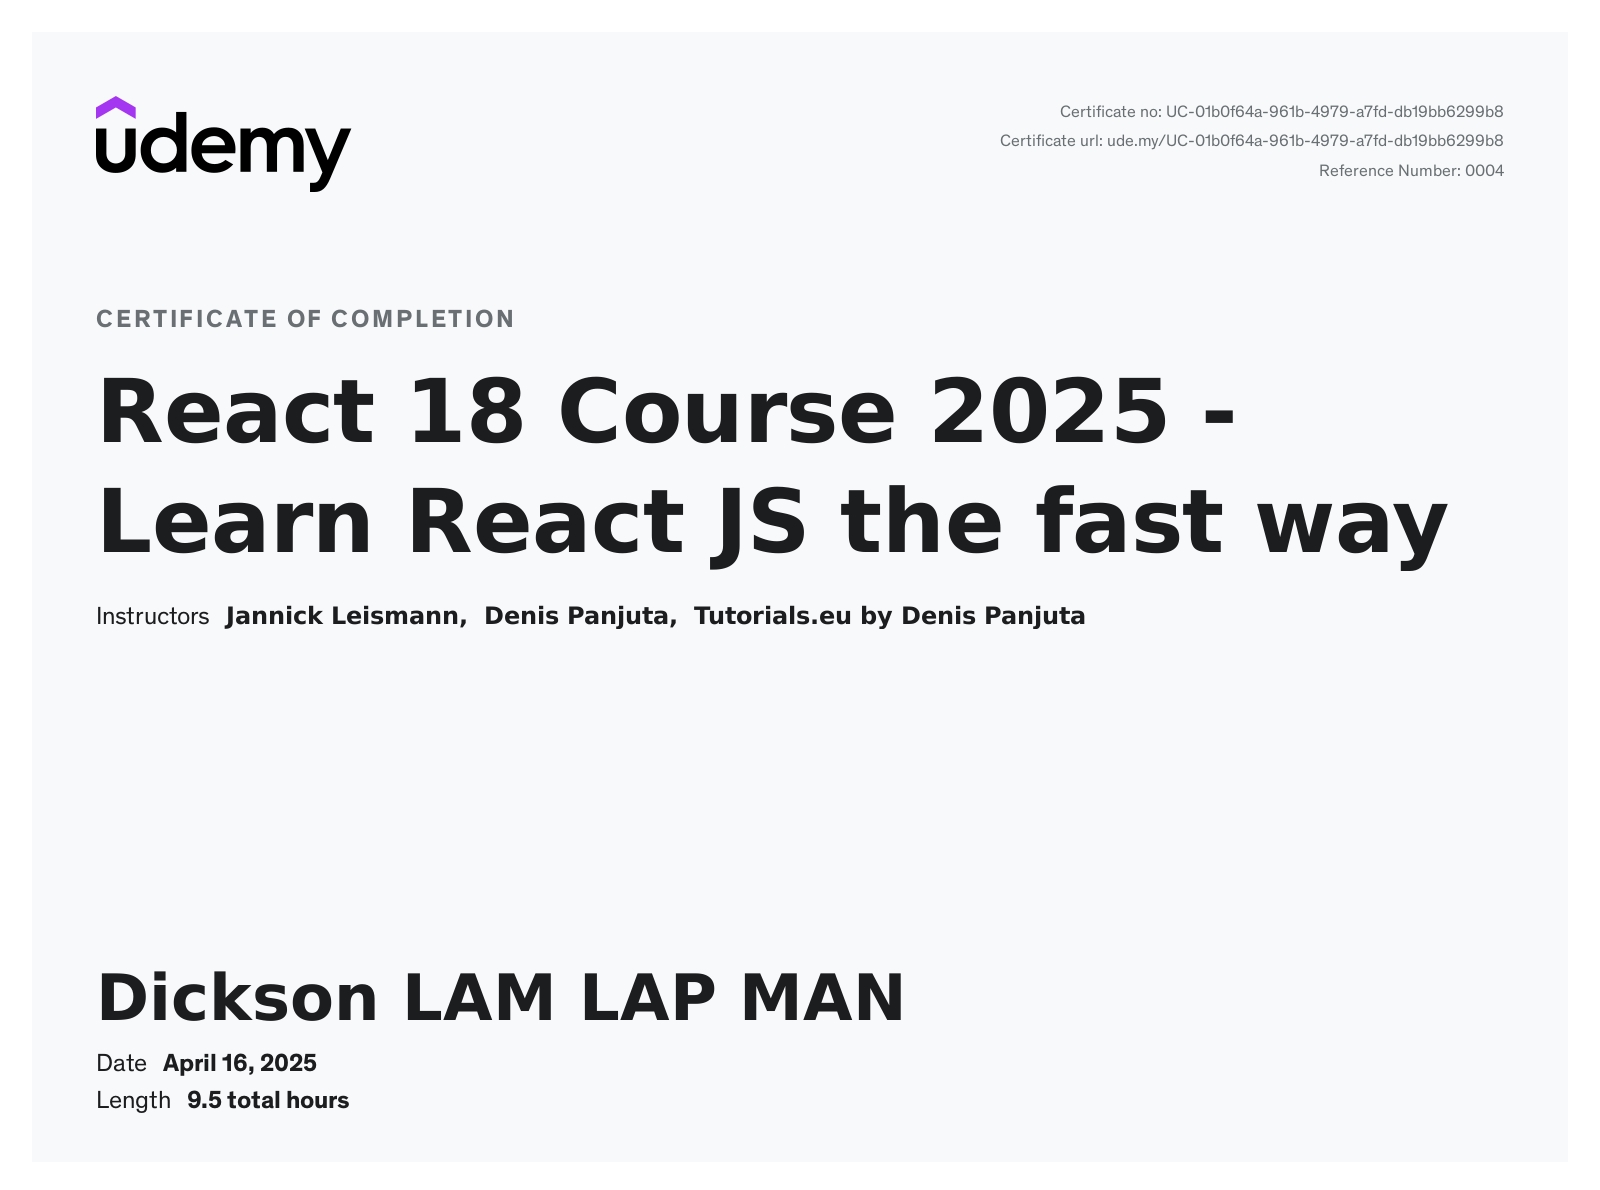 udemy
Certificate no: UC-01b0f64a-961b-4979-a7fd-db19bb6299b8
Certificate url: ude.my/UC-01b0f64a-961b-4979-a7fd-db19bb6299b8
Reference Number: 0004
CERTIFICATE OF COMPLETION
React 18 Course 2025 -
Learn React JS the fast way
Instructors Jannick Leismann, Denis Panjuta, Tutorials.eu by Denis Panjuta
Dickson LAM LAP MAN
Date April 16, 2025
Length 9.5 total hours